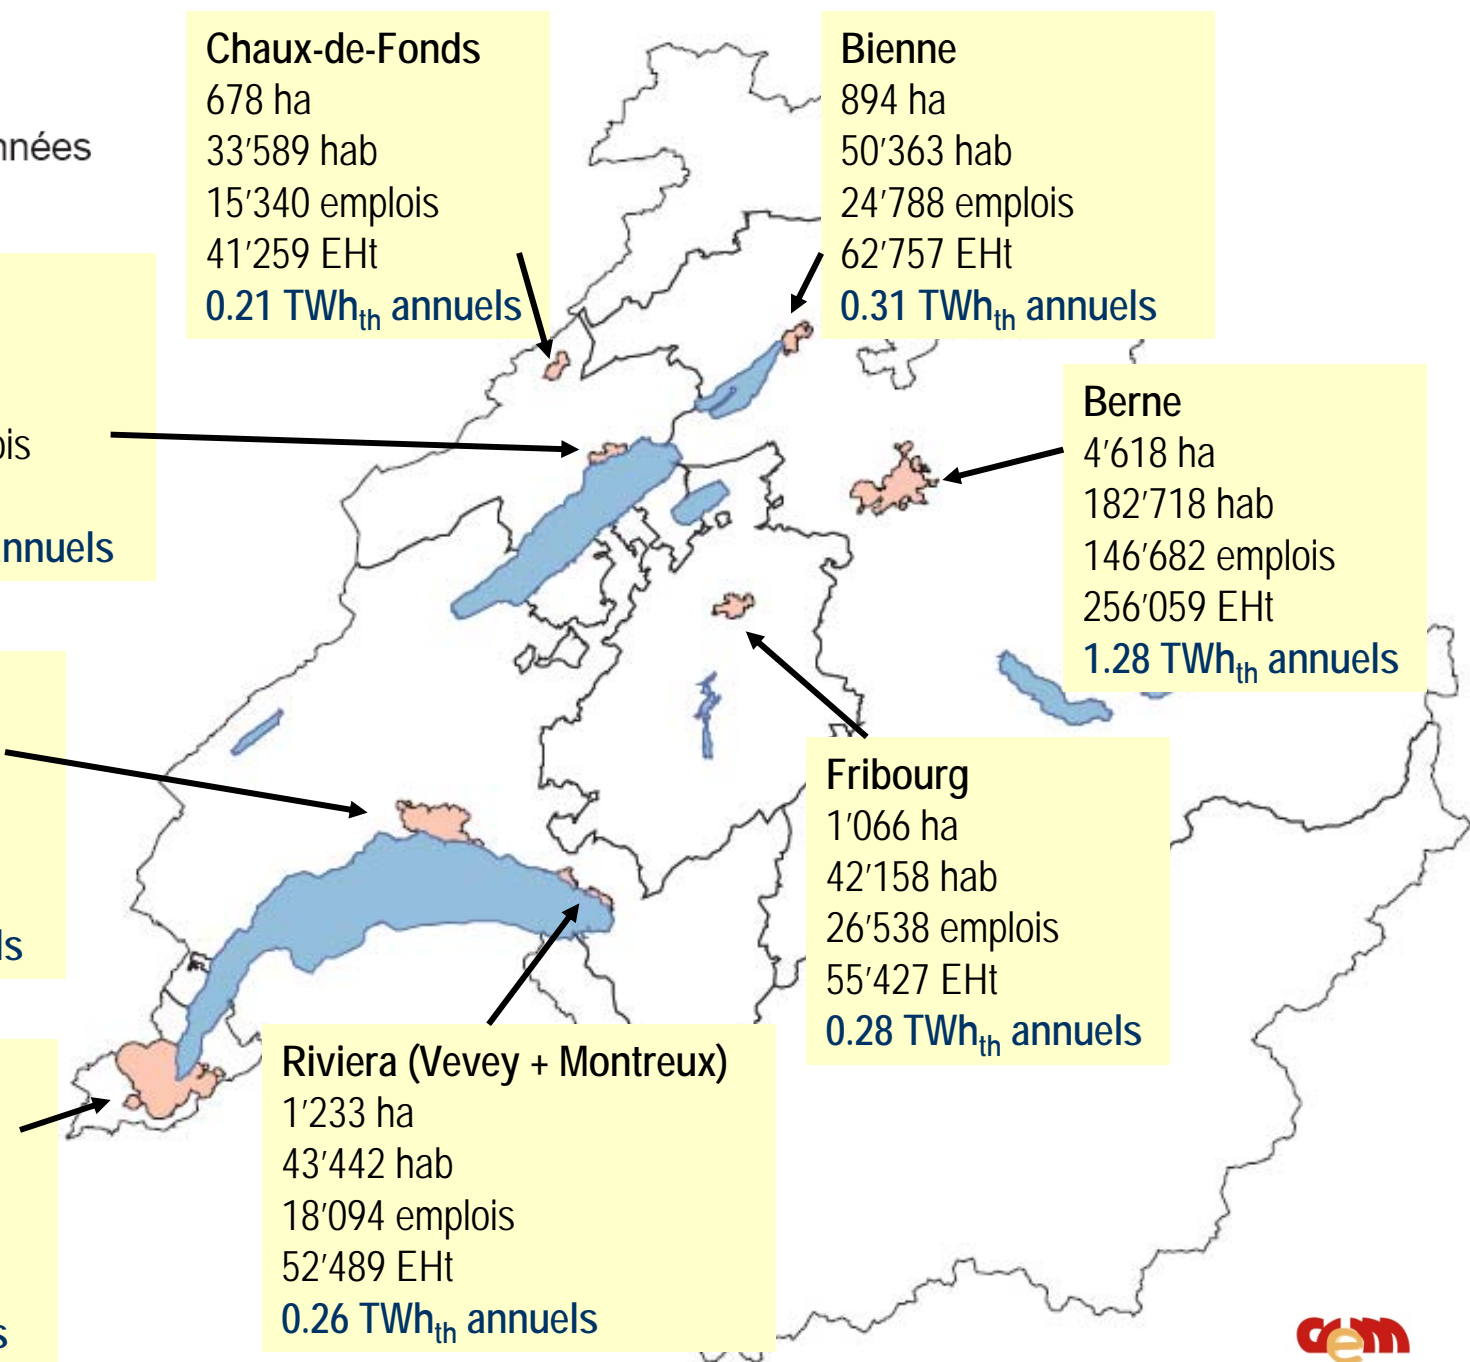 Chaux-de-Fonds
678 ha
33'589 hab
15'340 emplois
41'259 EHt
0.21 TWhth annuels
Bienne
894 ha
50'363 hab
24'788 emplois
62'757 EHt
0.31 TWhth annuels
Berne
4'618 ha
182'718 hab
146'682 emplois
256'059 EHt
1.28 TWhth annuels
Fribourg
1'066 ha
42'158 hab
26'538 emplois
55'427 EHt
0.28 TWhth annuels
Riviera (Vevey + Montreux)
1'233 ha
43'442 hab
18'094 emplois
52'489 EHt
0.26 TWhth annuels
cem